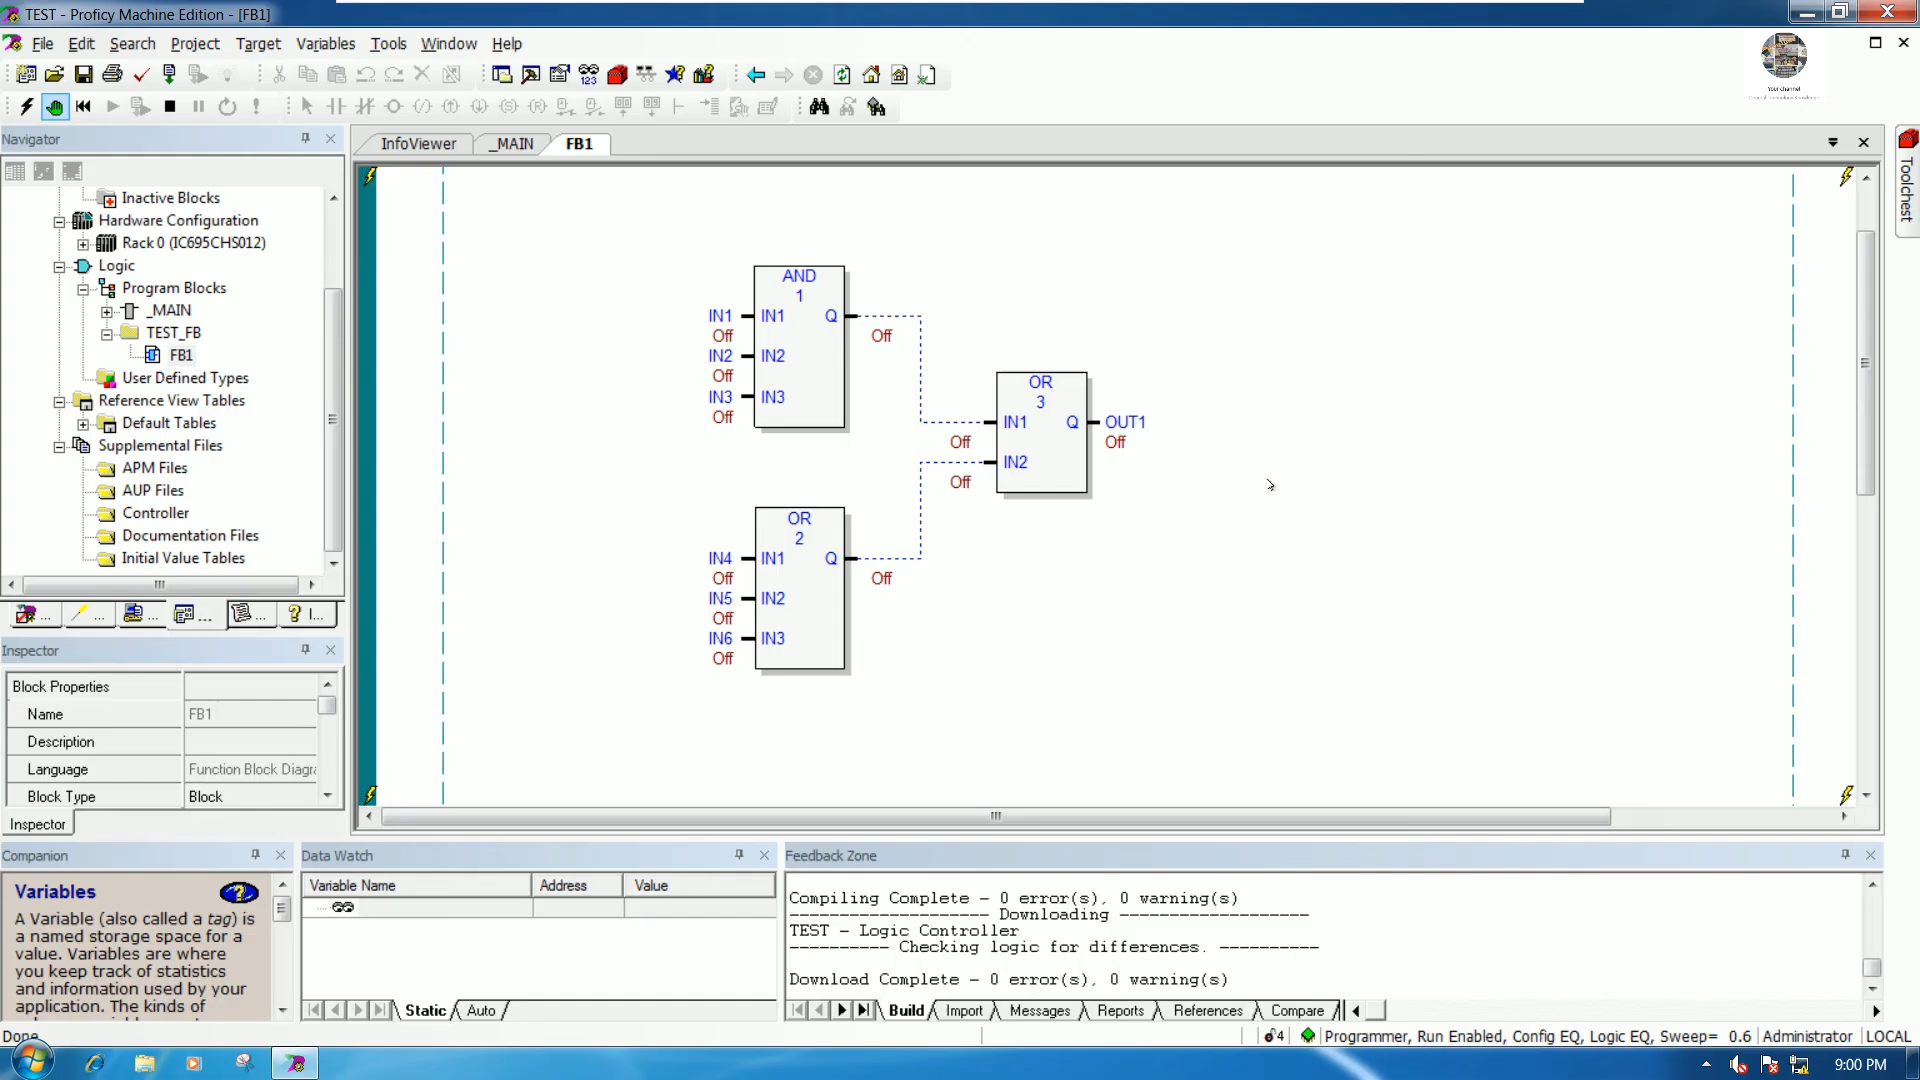 TEST - Proficy Machine Edition - [FB1]
File Edit Search Project Target Variables Tools Window Help
Your channel
123
Navigator
InfoViewer _MAIN FB1
Toolchest
Inactive Blocks
Hardware Configuration
Rack 0 (IC695CHS012)
Logic
Program Blocks
_MAIN
TEST_FB
FB1
User Defined Types
Reference View Tables
Default Tables
Supplemental Files
APM Files
AUP Files
Controller
Documentation Files
Initial Value Tables
... ... ... ... ... I...
AND
1
IN1 IN1 Q
Off Off
IN2 IN2
Off
IN3 IN3
Off
OR
3
IN1 Q OUT1
Off Off
IN2
Off
OR
2
IN4 IN1 Q
Off Off
IN5 IN2
Off
IN6 IN3
Off
Inspector
Block Properties
Name FB1
Description
Language Function Block Diagra
Block Type Block
Inspector
Companion
Variables
A Variable (also called a tag) is
a named storage space for a
value. Variables are where
you keep track of statistics
and information used by your
application. The kinds of
Data Watch
Variable Name Address Value
Static Auto
Feedback Zone
Compiling Complete - 0 error(s), 0 warning(s)
-------------------- Downloading -------------------
TEST - Logic Controller
---------- Checking logic for differences. ----------
Download Complete - 0 error(s), 0 warning(s)
Build Import Messages Reports References Compare
Done
4 Programmer, Run Enabled, Config EQ, Logic EQ, Sweep= 0.6 Administrator LOCAL
9:00 PM